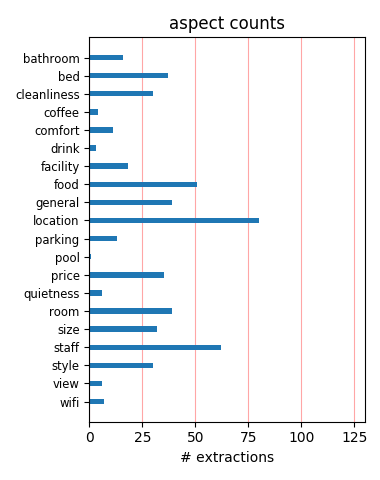 aspect counts
bathroom
bed
cleanliness
coffee
comfort
drink
facility
food
general
location
parking
pool
price
quietness
room
size
staff
style
view
wifi
0 25 50 75 100 125
# extractions